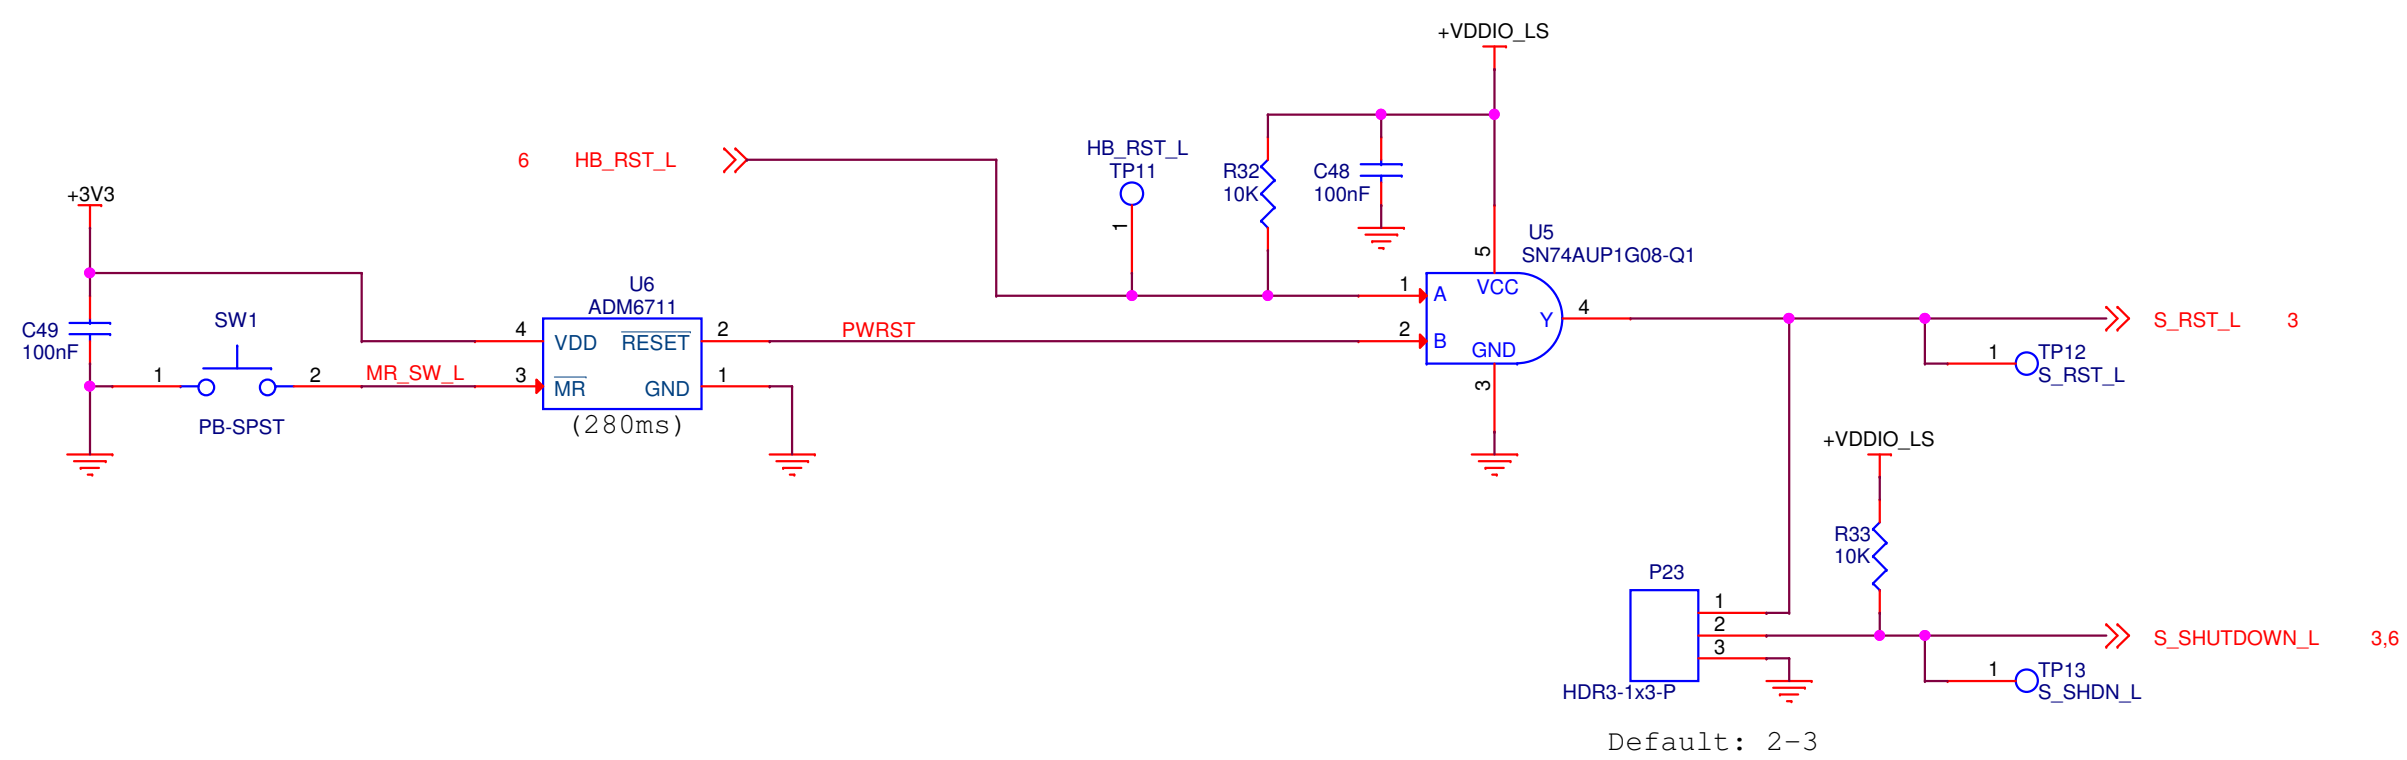 +VDDIO_LS
6 HB_RST_L
HB_RST_L
TP11
1
R32
10K
C48
100nF
+3V3
C49
100nF
SW1
1
2
PB-SPST
MR_SW_L
U6
ADM6711
4
VDD
RESET
2
3
MR
GND
1
(280ms)
PWRST
U5
SN74AUP1G08-Q1
5
VCC
1
A
2
B
Y
4
GND
3
S_RST_L 3
1
TP12
S_RST_L
+VDDIO_LS
R33
10K
P23
1
2
3
HDR3-1x3-P
S_SHUTDOWN_L 3,6
1
TP13
S_SHDN_L
Default: 2-3